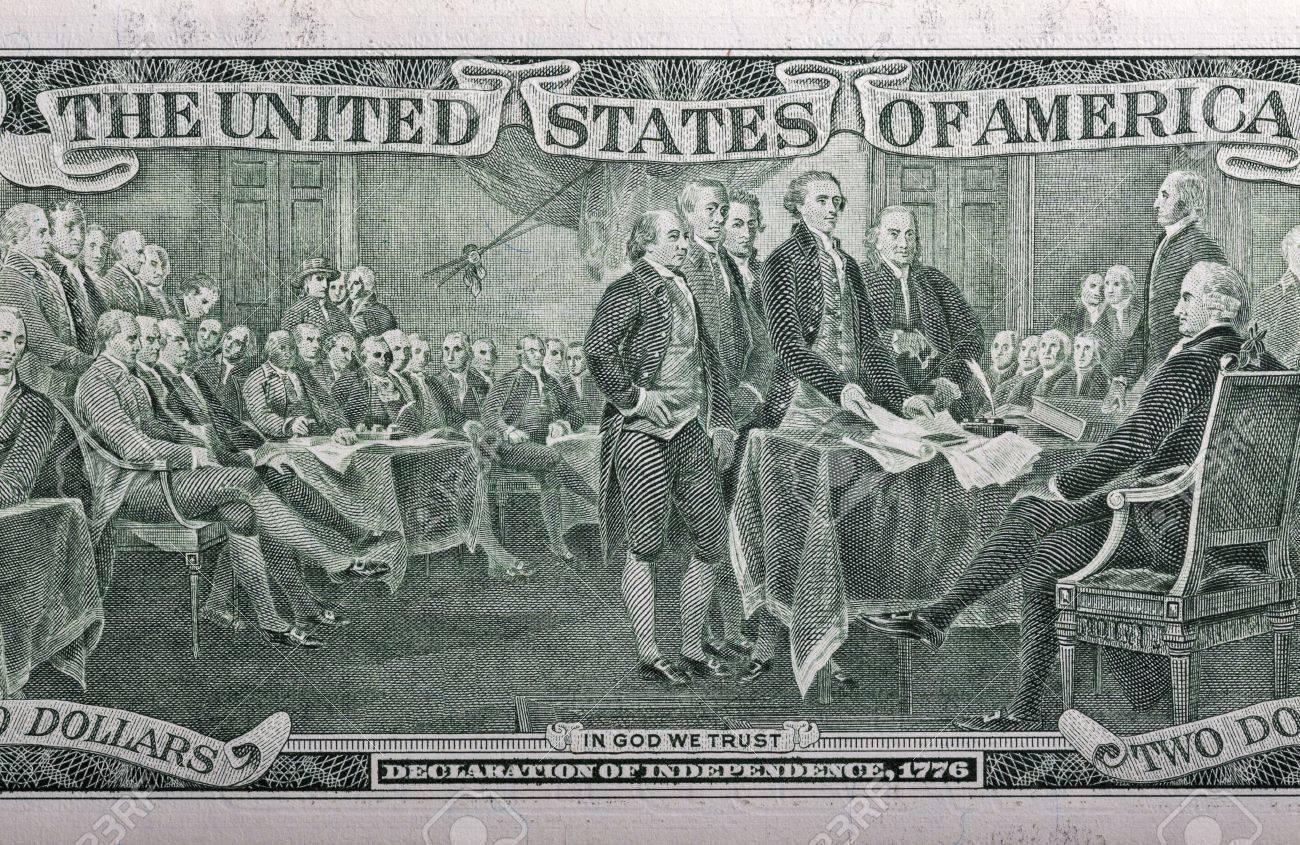 THE UNITED STATES OF AMERICA
DOLLARS
IN GOD WE TRUST
TWO DO
DECLARATION OF INDEPENDENCE, 1776